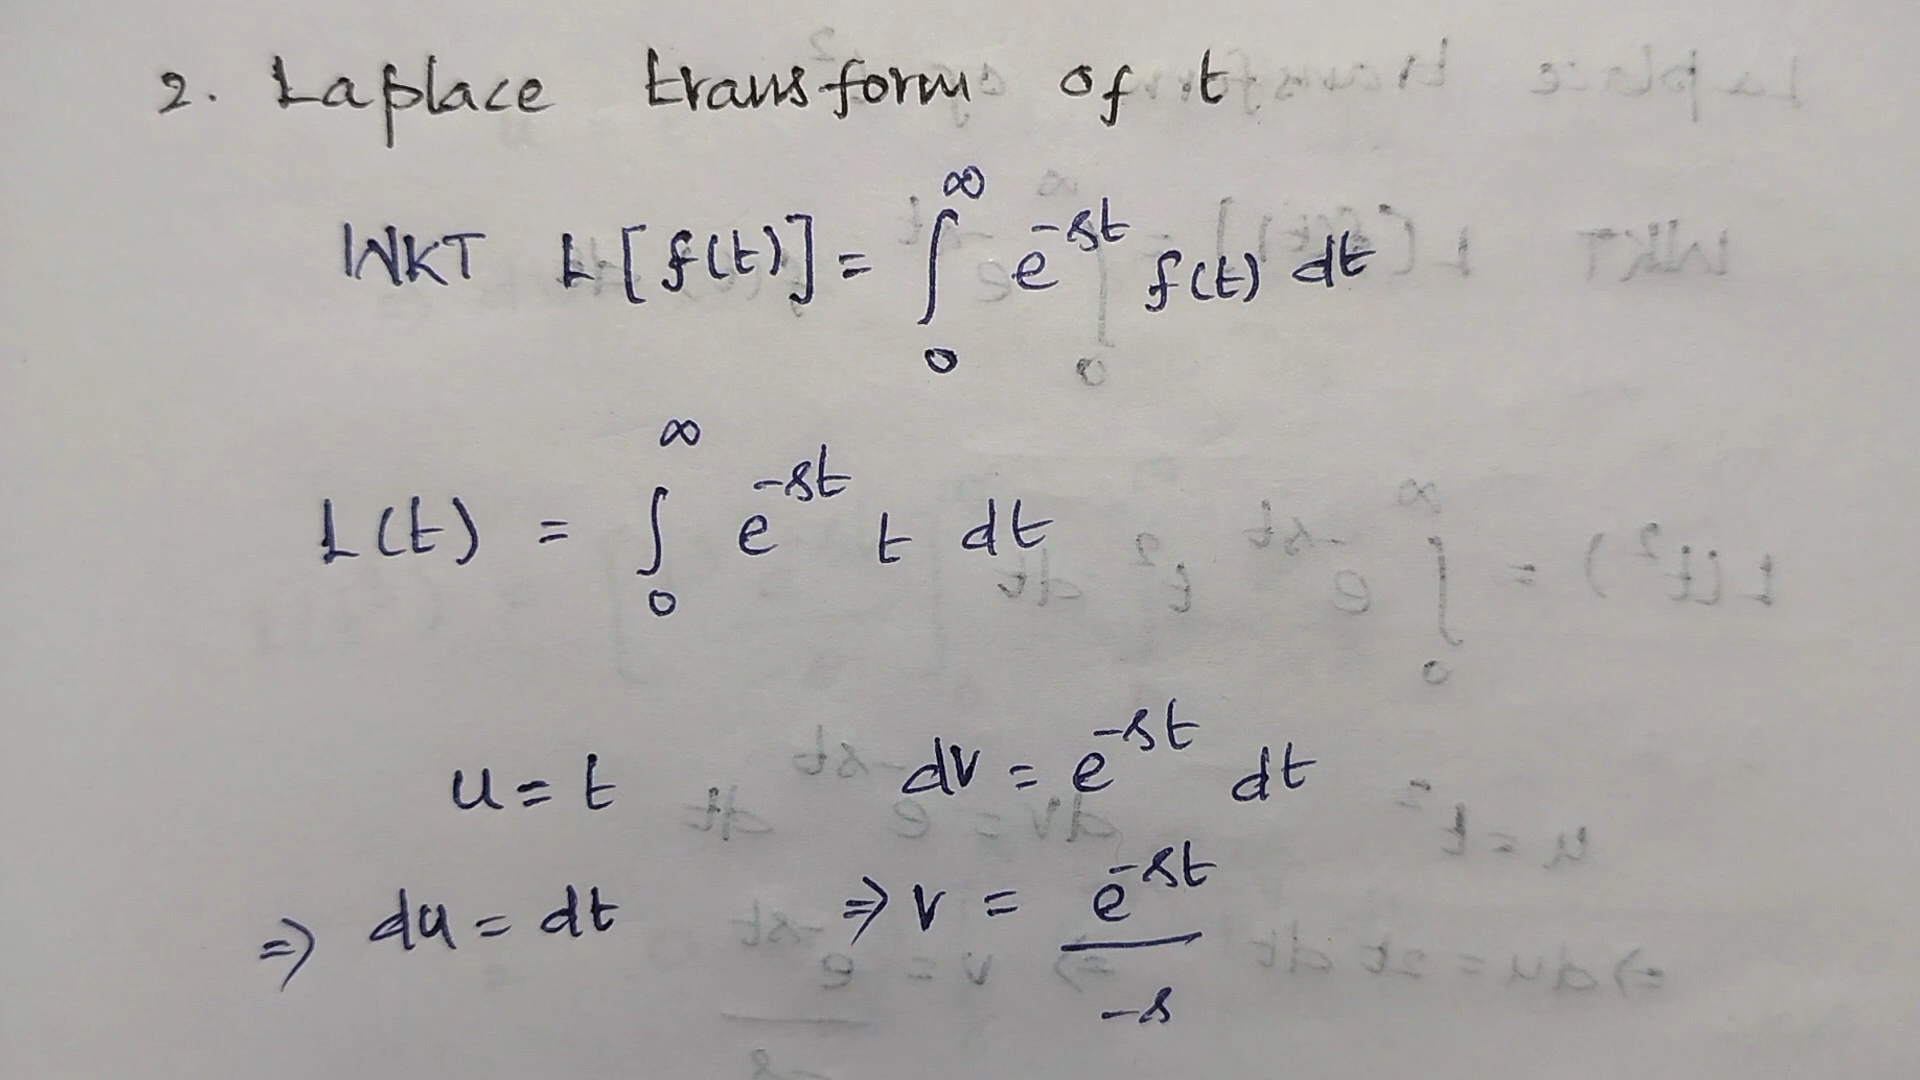 2. Laplace transform of t
WKT L[f(t)] = ∫₀^∞ e^{-st} f(t) dt
L(t) = ∫₀^∞ e^{-st} t dt
u = t dv = e^{-st} dt
⇒ du = dt ⇒ v = e^{-st}/-s